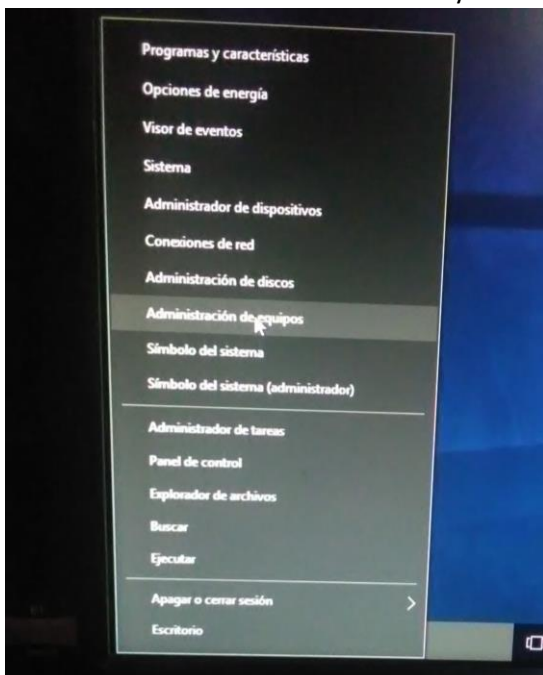 Programas y características
Opciones de energía
Visor de eventos
Sistema
Administrador de dispositivos
Conexiones de red
Administración de discos
Administración de equipos
Símbolo del sistema
Símbolo del sistema (administrador)
Administrador de tareas
Panel de control
Explorador de archivos
Buscar
Ejecutar
Apagar o cerrar sesión
Escritorio